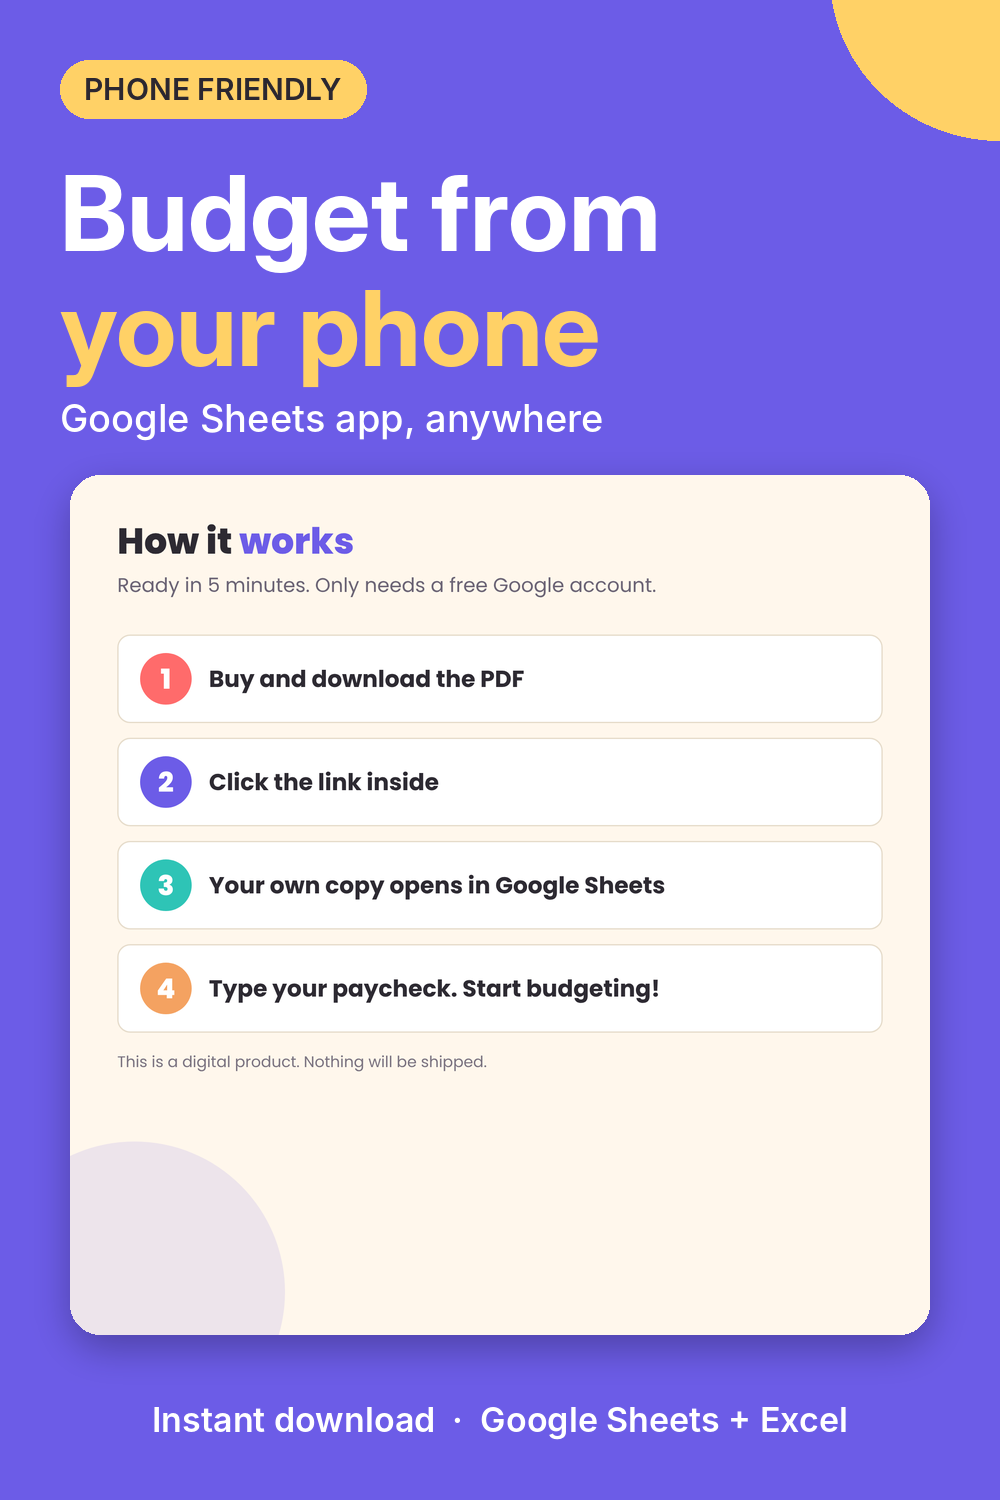 PHONE FRIENDLY
Budget from
your phone
Google Sheets app, anywhere
How it works
Ready in 5 minutes. Only needs a free Google account.
1 Buy and download the PDF
2 Click the link inside
3 Your own copy opens in Google Sheets
4 Type your paycheck. Start budgeting!
This is a digital product. Nothing will be shipped.
Instant download · Google Sheets + Excel